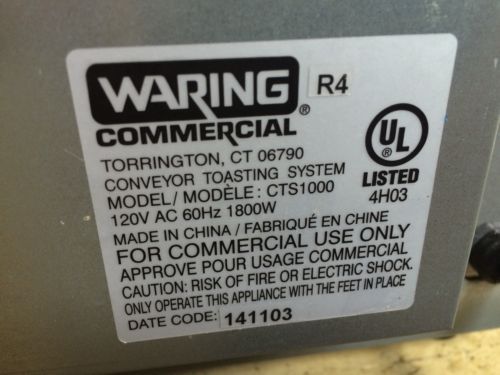 WARING® R4
COMMERCIAL
TORRINGTON, CT 06790
CONVEYOR TOASTING SYSTEM
MODEL / MODÈLE: CTS1000
120V AC 60Hz 1800W
UL
LISTED
4H03
MADE IN CHINA / FABRIQUÉ EN CHINE
FOR COMMERCIAL USE ONLY
APPROVE POUR USAGE COMMERCIAL
CAUTION: RISK OF FIRE OR ELECTRIC SHOCK.
ONLY OPERATE THIS APPLIANCE WITH THE FEET IN PLACE
DATE CODE: 141103